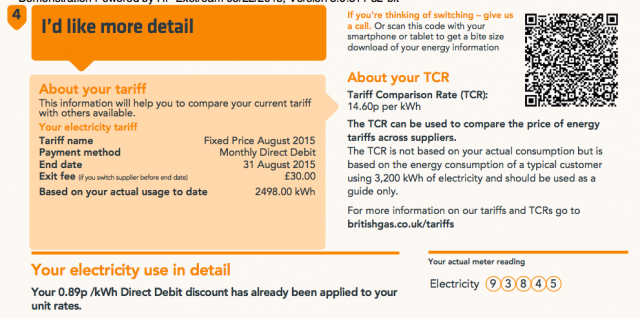 Demonstration Powered by HP Exstream
4
I'd like more detail
If you're thinking of switching – give us
a call. Or scan this code with your
smartphone or tablet to get a bite size
download of your energy information
About your tariff
This information will help you to compare your current tariff
with others available.
Your electricity tariff
Tariff name Fixed Price August 2015
Payment method Monthly Direct Debit
End date 31 August 2015
Exit fee (if you switch supplier before end date) £30.00
Based on your actual usage to date 2498.00 kWh
About your TCR
Tariff Comparison Rate (TCR):
14.60p per kWh
The TCR can be used to compare the price of energy
tariffs across suppliers.
The TCR is not based on your actual consumption but is
based on the energy consumption of a typical customer
using 3,200 kWh of electricity and should be used as a
guide only.
For more information on our tariffs and TCRs go to
britishgas.co.uk/tariffs
Your electricity use in detail
Your 0.89p /kWh Direct Debit discount has already been applied to your
unit rates.
Your actual meter reading
Electricity 9 3 8 4 5